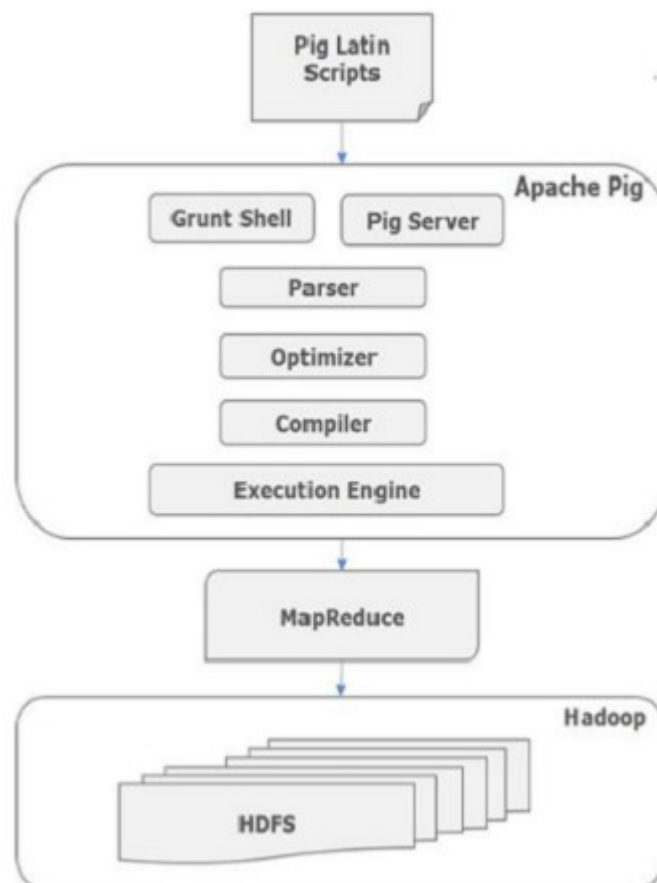 Pig Latin
Scripts
Apache Pig
Grunt Shell
Pig Server
Parser
Optimizer
Compiler
Execution Engine
MapReduce
Hadoop
HDFS